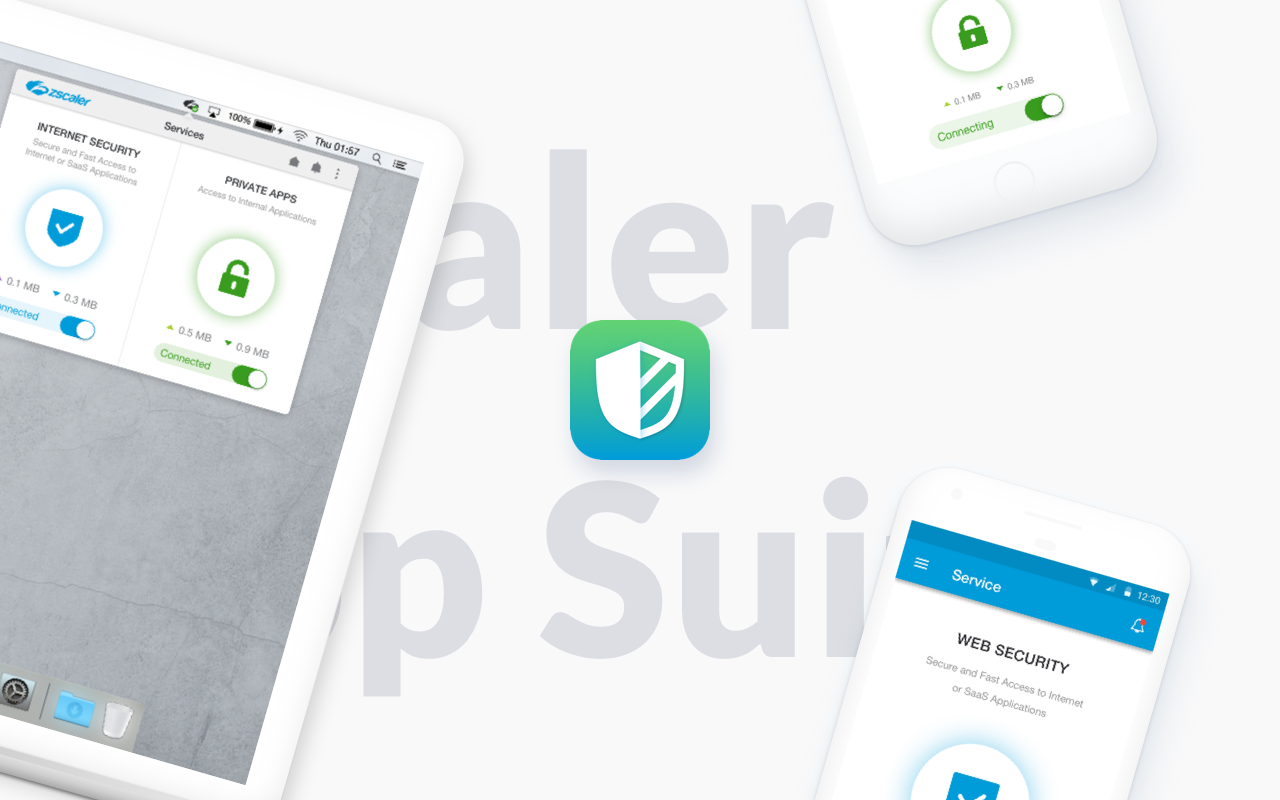 zscaler
100%
Thu 01:57
Services
INTERNET SECURITY
Secure and Fast Access to
Internet or SaaS Applications
0.1 MB
0.3 MB
nnected
PRIVATE APPS
Access to Internal Applications
0.5 MB
0.9 MB
Connected
0.1 MB
0.3 MB
Connecting
aler
p Sui
12:30
Service
WEB SECURITY
Secure and Fast Access to Internet
or SaaS Applications